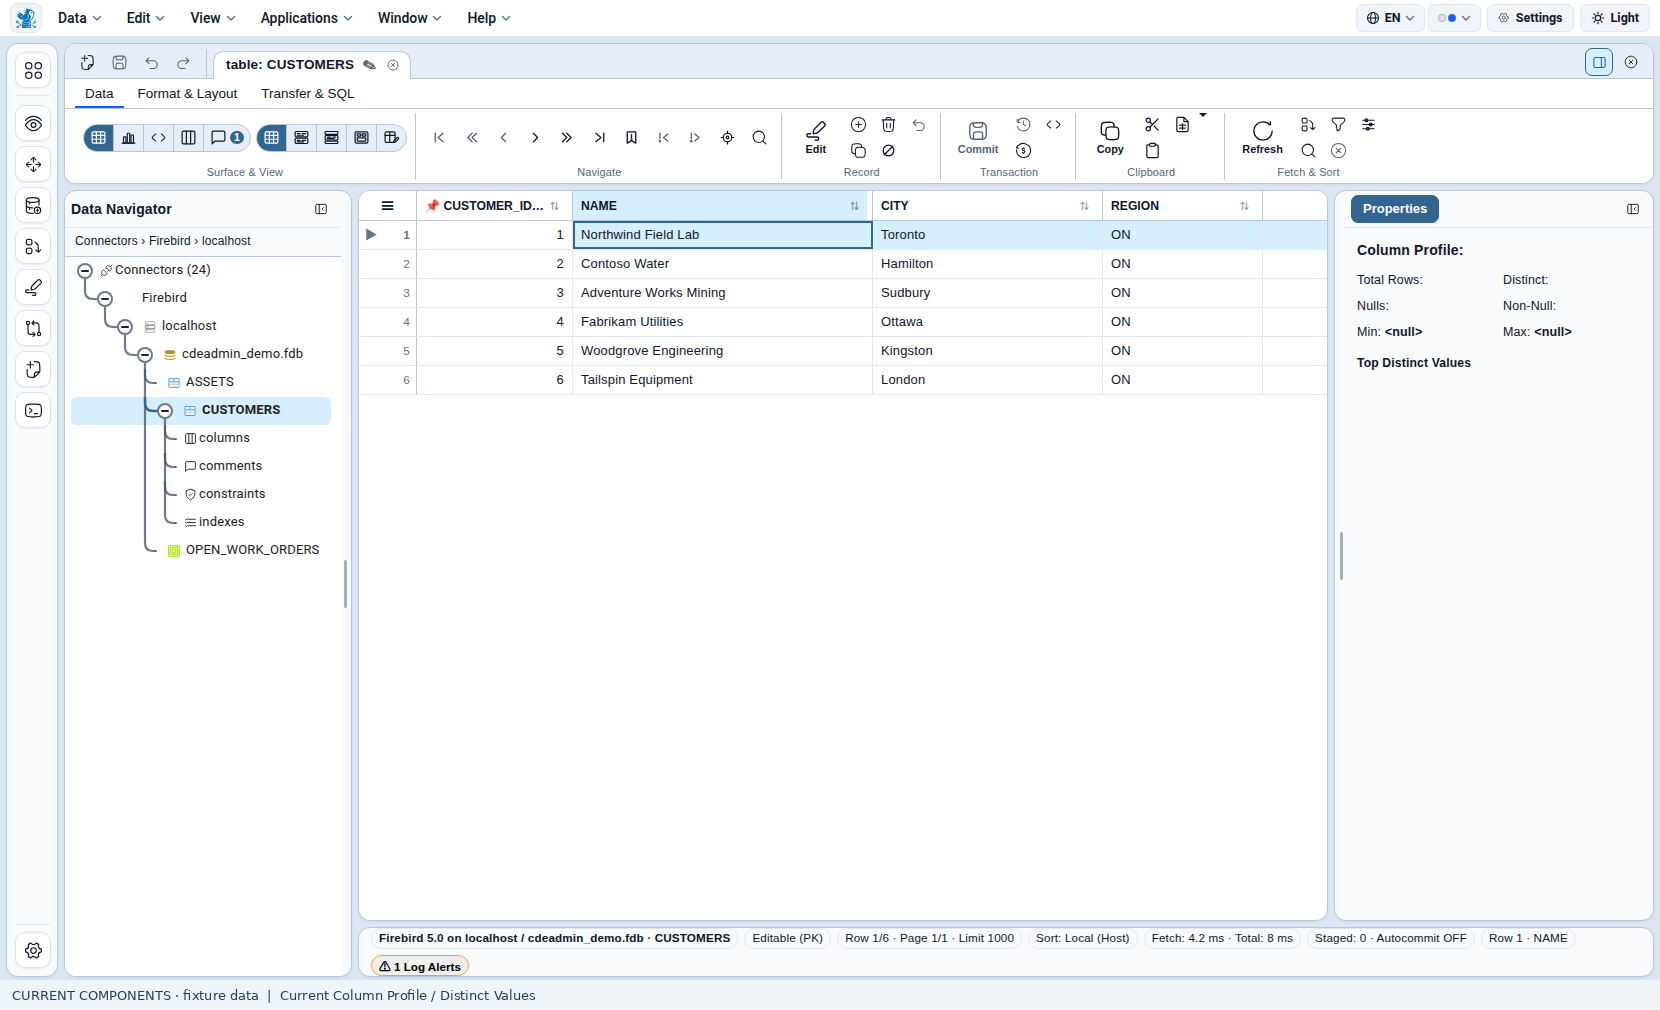 Data Edit View Applications Window Help EN Settings Light
table: CUSTOMERS
Data Format & Layout Transfer & SQL
1
Edit Commit Copy Refresh
Surface & View Navigate Record Transaction Clipboard Fetch & Sort
Data Navigator
Connectors › Firebird › localhost
Connectors (24)
Firebird
localhost
cdeadmin_demo.fdb
ASSETS
CUSTOMERS
columns
comments
constraints
indexes
OPEN_WORK_ORDERS
CUSTOMER_ID... NAME CITY REGION
1 1 Northwind Field Lab Toronto ON
2 2 Contoso Water Hamilton ON
3 3 Adventure Works Mining Sudbury ON
4 4 Fabrikam Utilities Ottawa ON
5 5 Woodgrove Engineering Kingston ON
6 6 Tailspin Equipment London ON
Properties
Column Profile:
Total Rows: Distinct:
Nulls: Non-Null:
Min: <null> Max: <null>
Top Distinct Values
Firebird 5.0 on localhost / cdeadmin_demo.fdb · CUSTOMERS Editable (PK) Row 1/6 · Page 1/1 · Limit 1000 Sort: Local (Host) Fetch: 4.2 ms · Total: 8 ms Staged: 0 · Autocommit OFF Row 1 · NAME
1 Log Alerts
CURRENT COMPONENTS · fixture data | Current Column Profile / Distinct Values